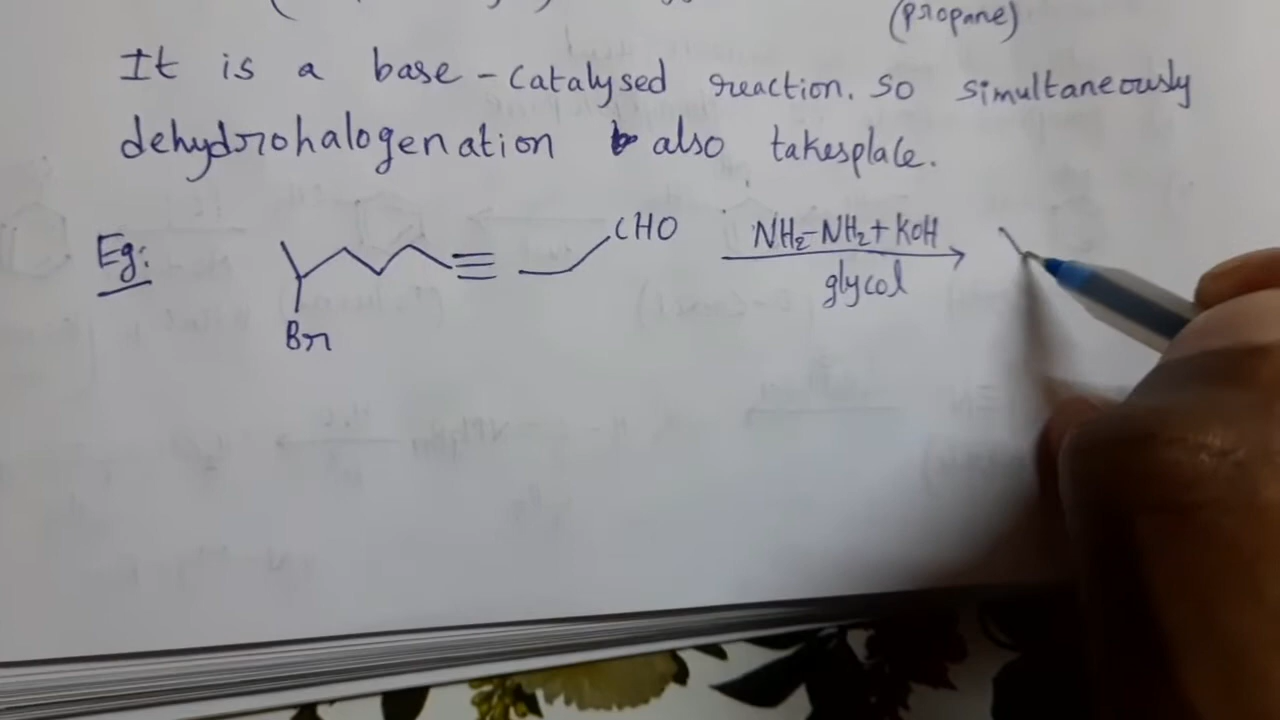 (propane)
It is a base - catalysed reaction. so simultaneously
dehydrohalogenation also takesplace.
Eg:
CHO
NH2-NH2 + KOH
glycol
Br